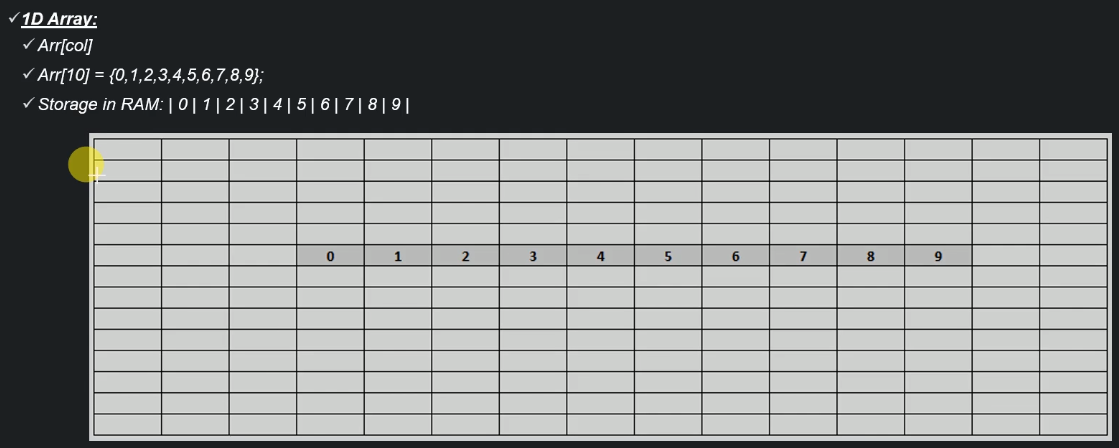 ✓1D Array:
✓ Arr[col]
✓ Arr[10] = {0,1,2,3,4,5,6,7,8,9};
✓ Storage in RAM: | 0 | 1 | 2 | 3 | 4 | 5 | 6 | 7 | 8 | 9 |
0 1 2 3 4 5 6 7 8 9